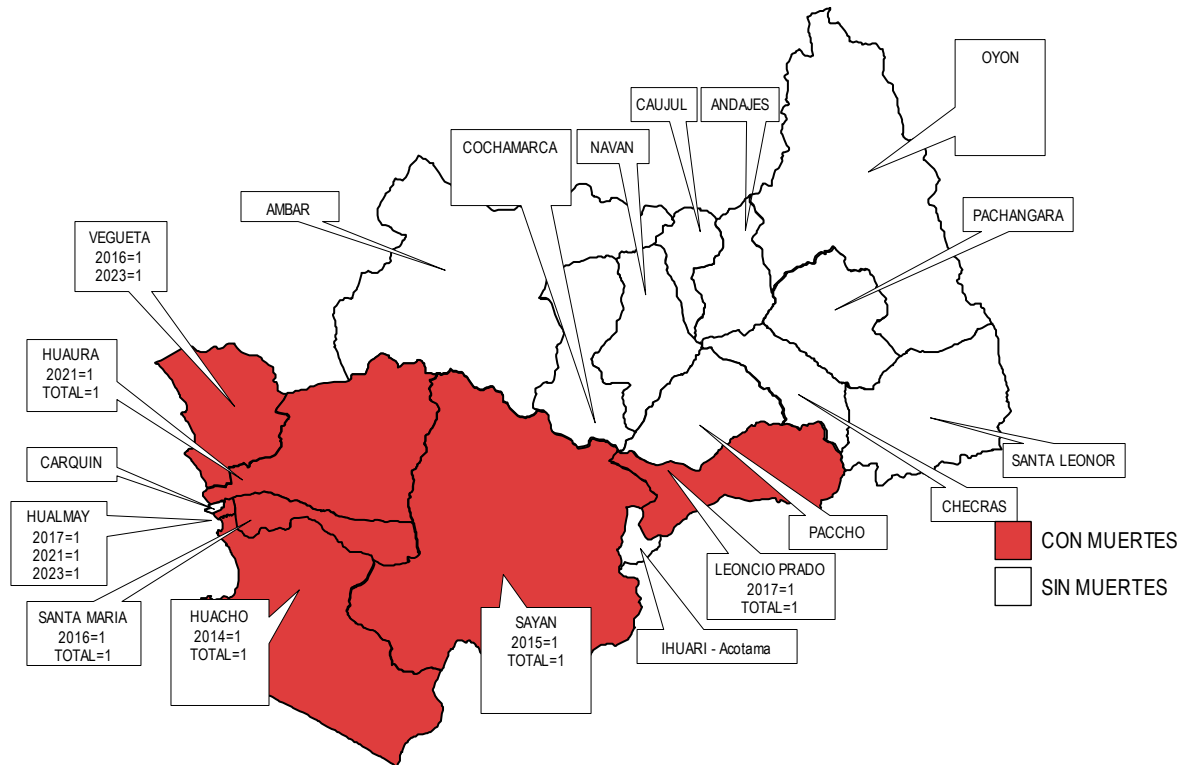 OYON
CAUJUL
ANDAJES
COCHAMARCA
NAVAN
AMBAR
PACHANGARA
VEGUETA
2016=1
2023=1
HUAURA
2021=1
TOTAL=1
CARQUIN
SANTA LEONOR
CHECRAS
HUALMAY
2017=1
2021=1
2023=1
PACCHO
CON MUERTES
SIN MUERTES
LEONCIO PRADO
2017=1
TOTAL=1
SANTA MARIA
2016=1
TOTAL=1
HUACHO
2014=1
TOTAL=1
SAYAN
2015=1
TOTAL=1
IHUARI - Acotama